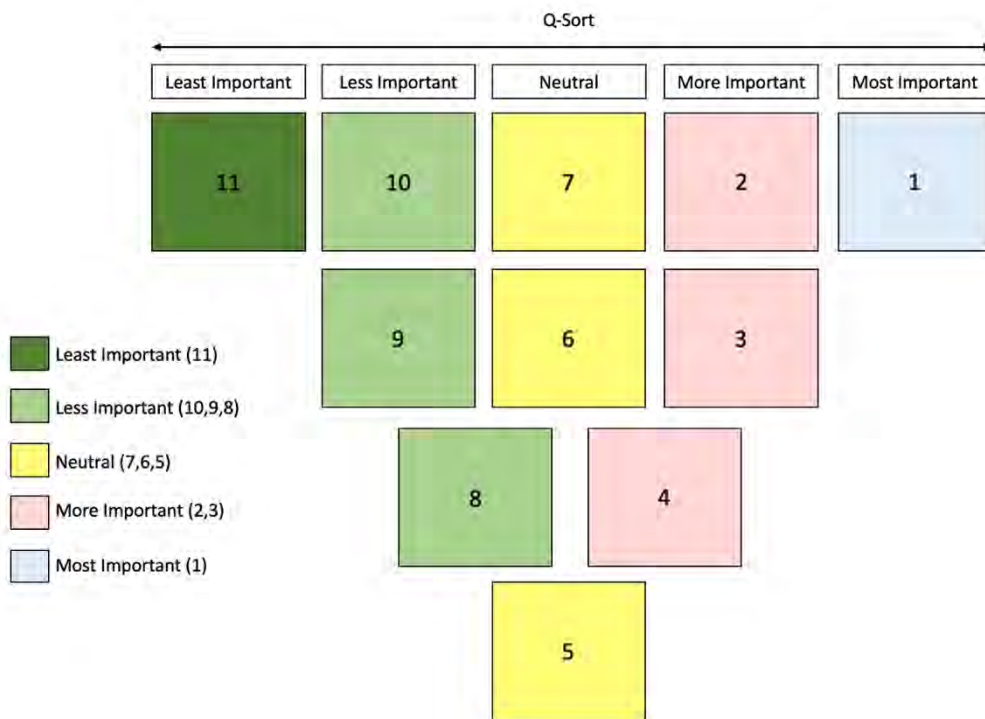 Q-Sort
Least Important
Less Important
Neutral
More Important
Most Important
11
10
7
2
1
9
6
3
Least Important (11)
Less Important (10,9,8)
Neutral (7,6,5)
More Important (2,3)
Most Important (1)
8
4
5